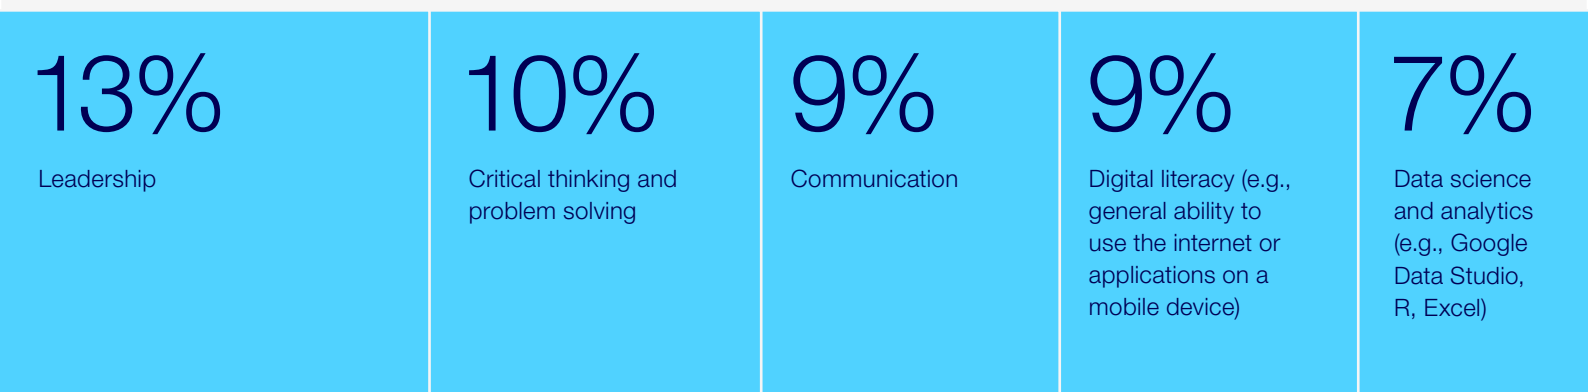 13%
Leadership
10%
Critical thinking and
problem solving
9%
Communication
9%
Digital literacy (e.g.,
general ability to
use the internet or
applications on a
mobile device)
7%
Data science
and analytics
(e.g., Google
Data Studio,
R, Excel)